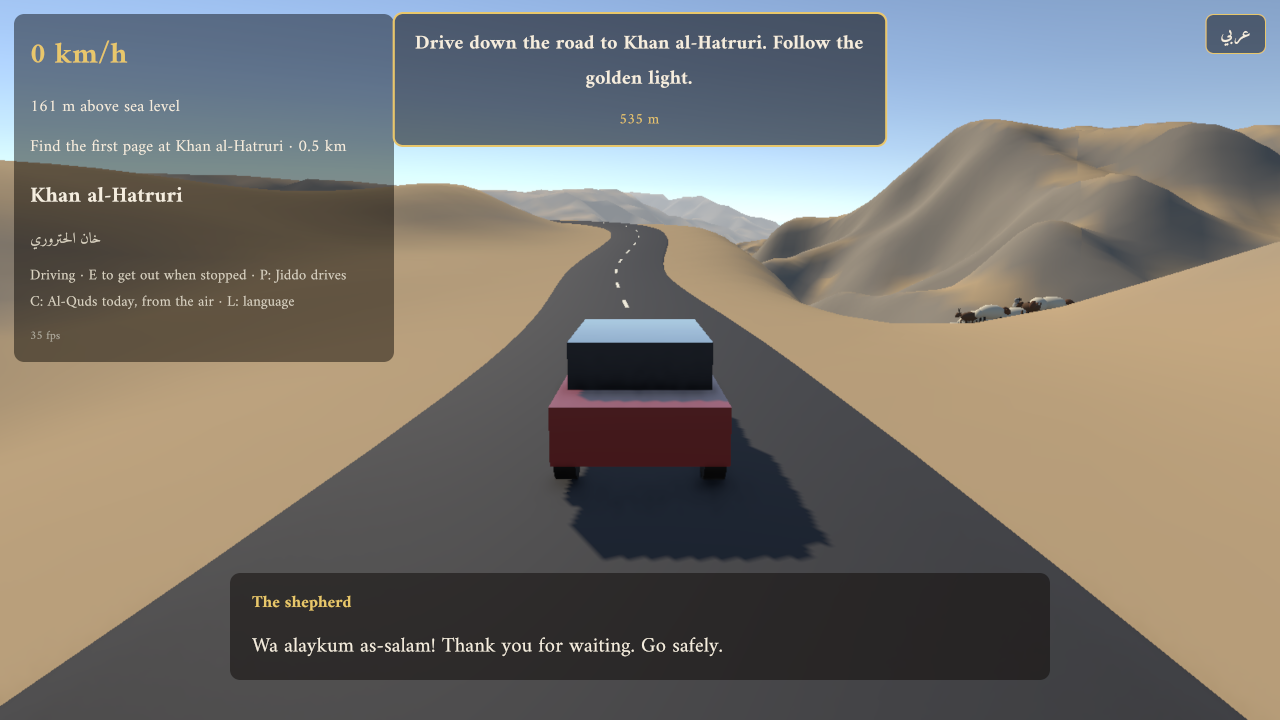 0 km/h
161 m above sea level
Find the first page at Khan al-Hatruri · 0.5 km
Khan al-Hatruri
خان الحتروري
Driving · E to get out when stopped · P: Jiddo drives
C: Al-Quds today, from the air · L: language
35 fps
Drive down the road to Khan al-Hatruri. Follow the
golden light.
535 m
عربي
The shepherd
Wa alaykum as-salam! Thank you for waiting. Go safely.